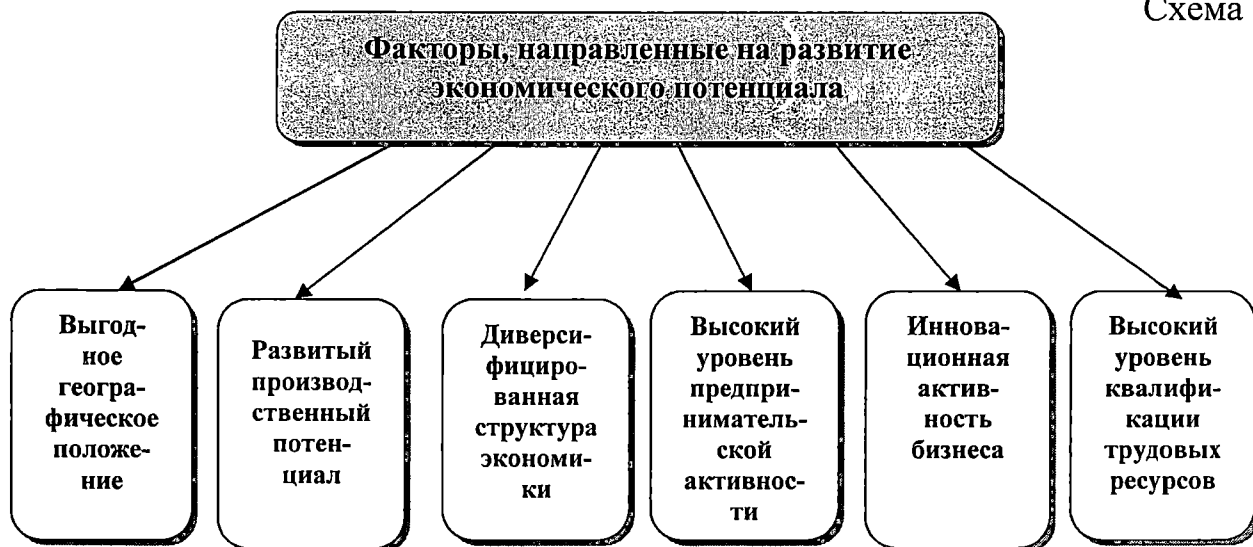 Схема
Факторы, направленные на развитие
экономического потенциала
Выгод-
ное
геогра-
фическое
положе-
ние
Развитый
производ-
ственный
потен-
циал
Диверси-
фициро-
ванная
структура
экономи-
ки
Высокий
уровень
предпри-
ниматель-
ской
активнос-
ти
Иннова-
ционная
актив-
ность
бизнеса
Высокий
уровень
квалифи-
кации
трудовых
ресурсов